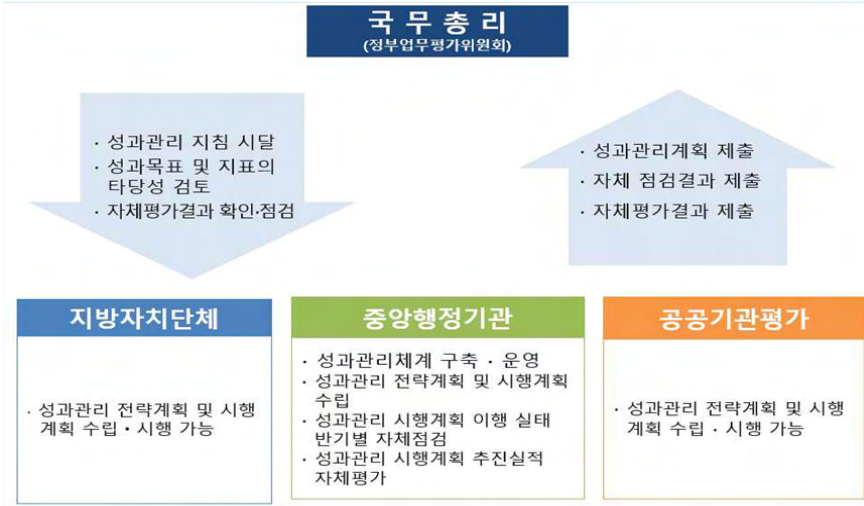 국 무 총 리
(정부업무평가위원회)
· 성과관리 지침 시달
· 성과목표 및 지표의
타당성 검토
· 자체평가결과 확인·점검
· 성과관리계획 제출
· 자체 점검결과 제출
· 자체평가결과 제출
지방자치단체
· 성과관리 전략계획 및 시행
계획 수립 · 시행 가능
중앙행정기관
· 성과관리체계 구축 · 운영
· 성과관리 전략계획 및 시행계획
수립
· 성과관리 시행계획 이행 실태
반기별 자체점검
· 성과관리 시행계획 추진실적
자체평가
공공기관평가
· 성과관리 전략계획 및 시행
계획 수립 · 시행 가능